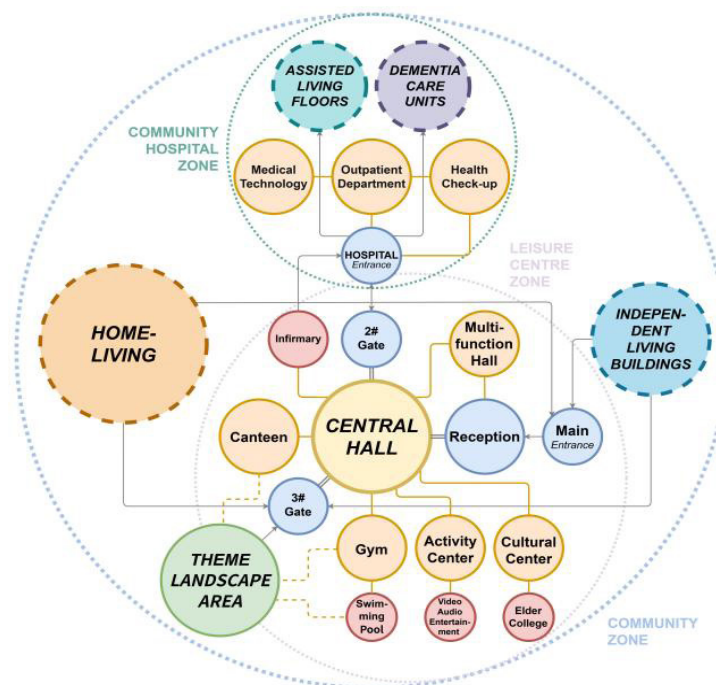 ASSISTED
LIVING
FLOORS
DEMENTIA
CARE
UNITS
COMMUNITY
HOSPITAL
ZONE
Medical
Technology
Outpatient
Department
Health
Check-up
HOSPITAL
Entrance
LEISURE
CENTRE
ZONE
HOME-
LIVING
Infirmary
2#
Gate
Multi-
function
Hall
INDEPEN-
DENT
LIVING
BUILDINGS
Canteen
CENTRAL
HALL
Reception
Main
Entrance
3#
Gate
THEME
LANDSCAPE
AREA
Gym
Activity
Center
Cultural
Center
Swim-
ming
Pool
Video
Audio
Entertain-
ment
Elder
College
COMMUNITY
ZONE